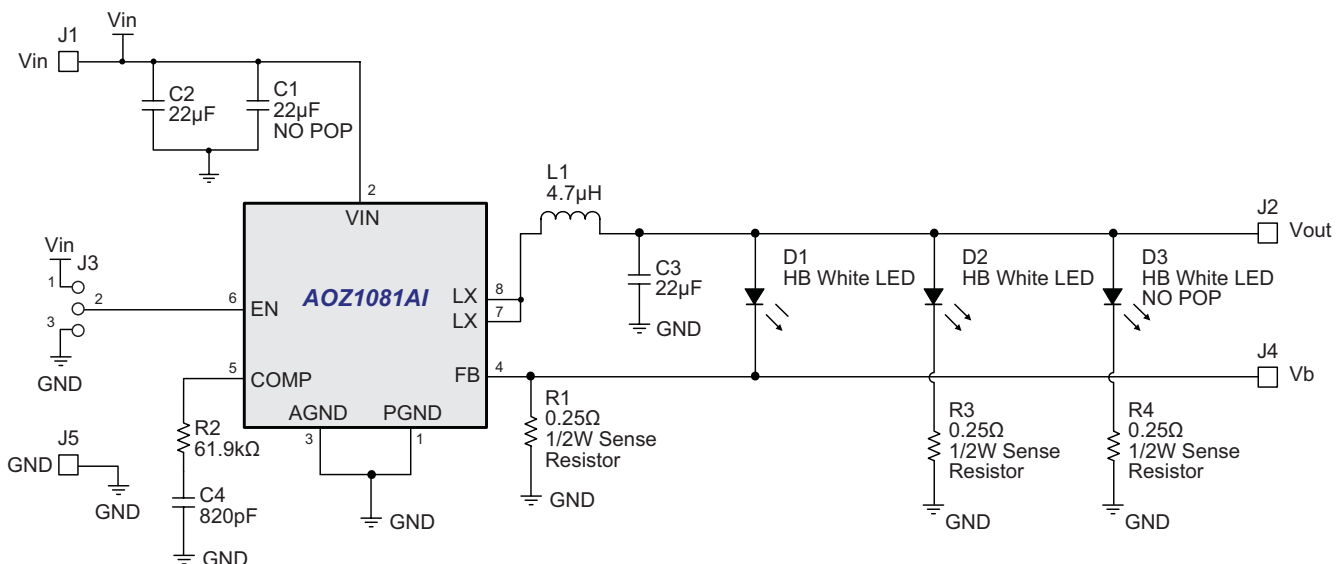 Vin
J1
Vin
C2
22µF
C1
22µF
NO POP
L1
4.7µH
2
VIN
J2
Vout
Vin
J3
1
2
3
GND
6
EN
AOZ1081AI
LX
8
LX
7
C3
22µF
GND
D1
HB White LED
D2
HB White LED
D3
HB White LED
NO POP
5
COMP
FB
4
J4
Vb
AGND
PGND
3
1
R2
61.9kΩ
R1
0.25Ω
1/2W Sense
Resistor
R3
0.25Ω
1/2W Sense
Resistor
R4
0.25Ω
1/2W Sense
Resistor
J5
GND
GND
C4
820pF
GND
GND
GND
GND
GND